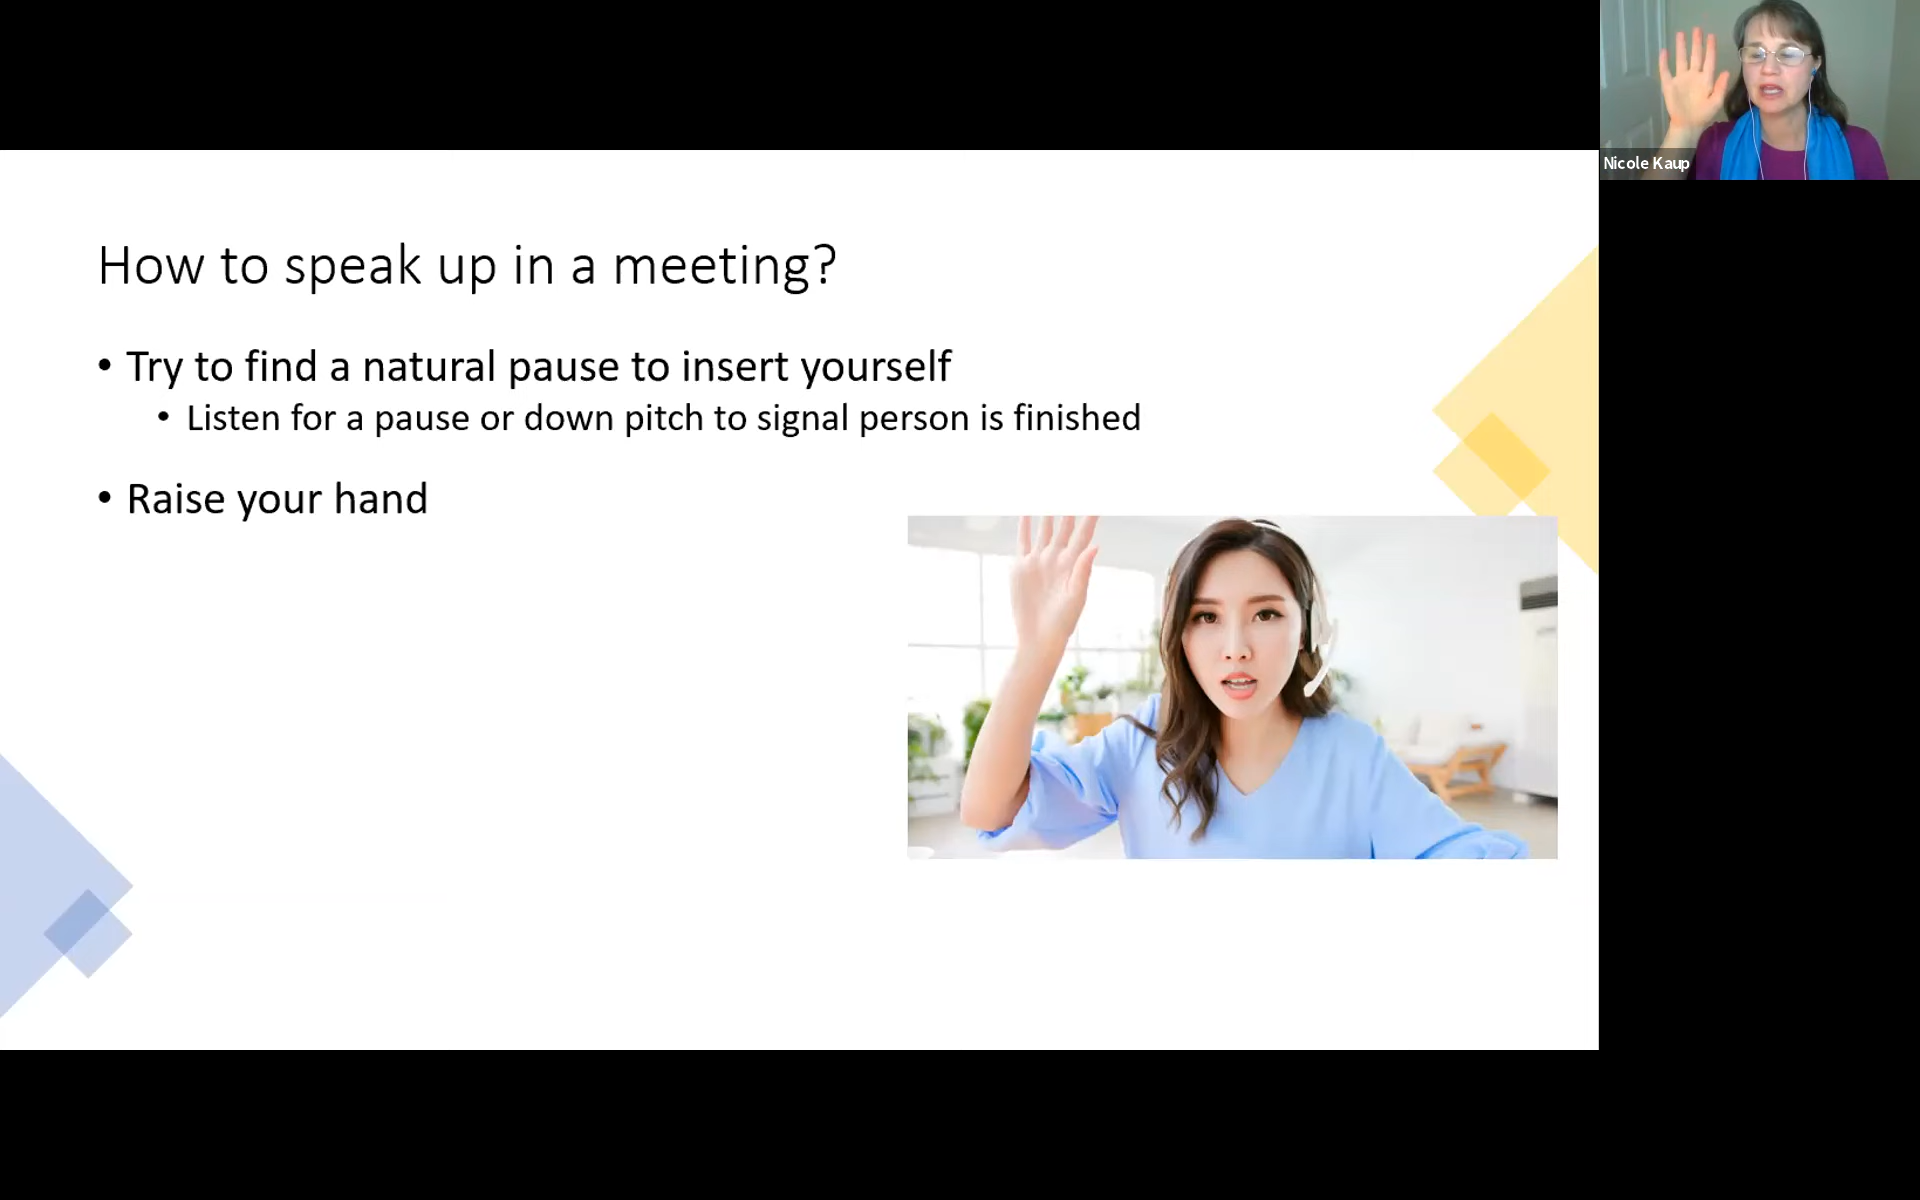 Nicole Kaup
How to speak up in a meeting?
• Try to find a natural pause to insert yourself
• Listen for a pause or down pitch to signal person is finished
• Raise your hand